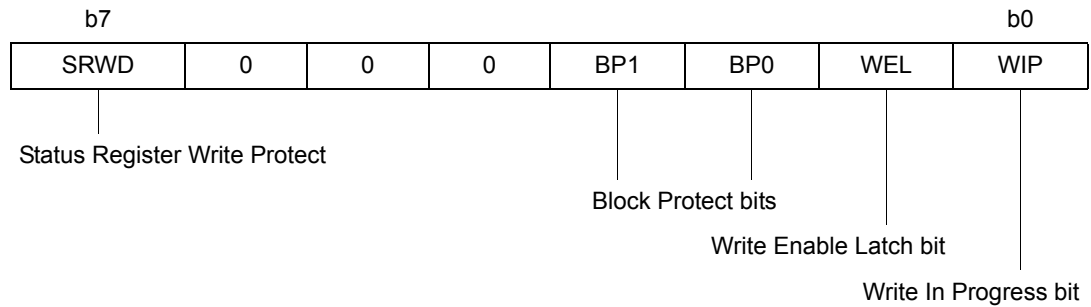 b7 b0
SRWD 0 0 0 BP1 BP0 WEL WIP
Status Register Write Protect
Block Protect bits
Write Enable Latch bit
Write In Progress bit